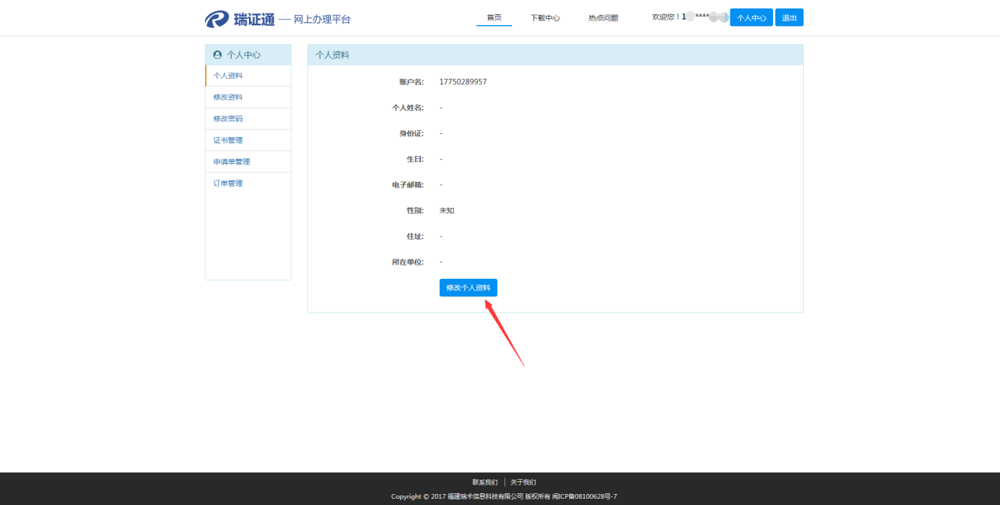 瑞证通 — 网上办理平台
首页 下载中心 热点问题 欢迎您！1 **** 个人中心 退出
个人中心
个人资料
修改资料
修改密码
证书管理
申请单管理
订单管理
个人资料
账户名: 17750289957
个人姓名: -
身份证: -
生日: -
电子邮箱: -
性别: 未知
住址: -
所在单位: -
修改个人资料
联系我们 | 关于我们
Copyright © 2017 福建瑞术信息科技有限公司 版权所有 闽ICP备08100628号-7